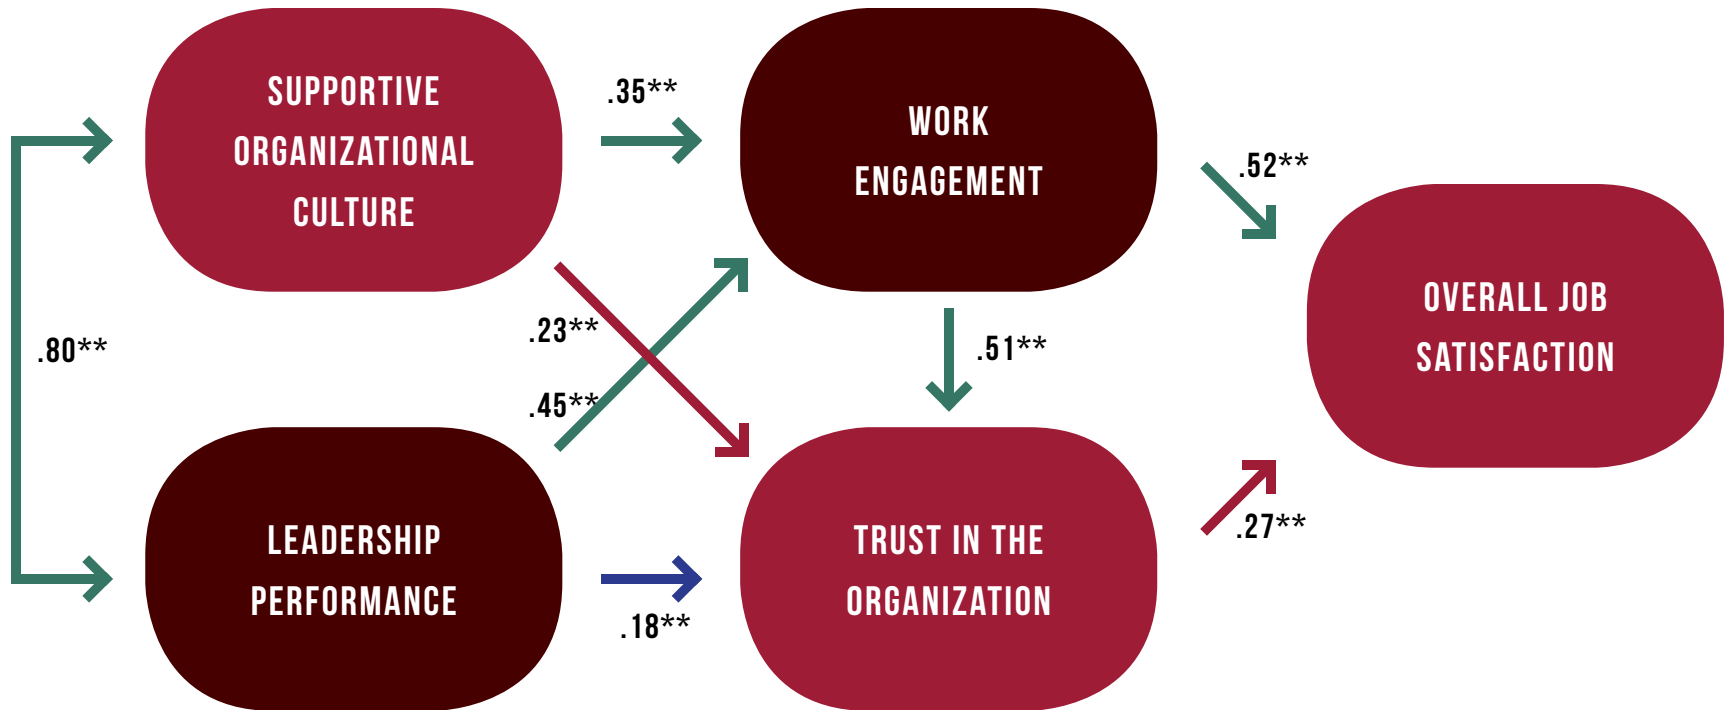 SUPPORTIVE
ORGANIZATIONAL
CULTURE
.35**
WORK
ENGAGEMENT
.52**
.80**
.23**
.45**
.51**
OVERALL JOB
SATISFACTION
LEADERSHIP
PERFORMANCE
.18**
TRUST IN THE
ORGANIZATION
.27**